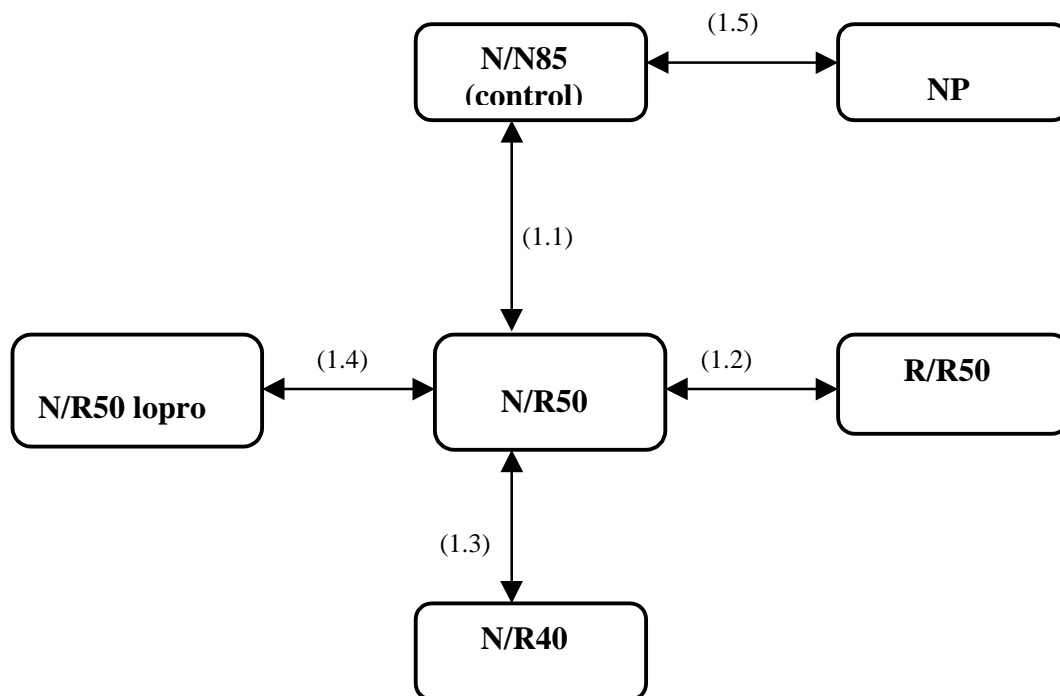 (1.5)
N/N85
(control)
NP
(1.1)
(1.4)
(1.2)
R/R50
N/R50 lopro
N/R50
(1.3)
N/R40